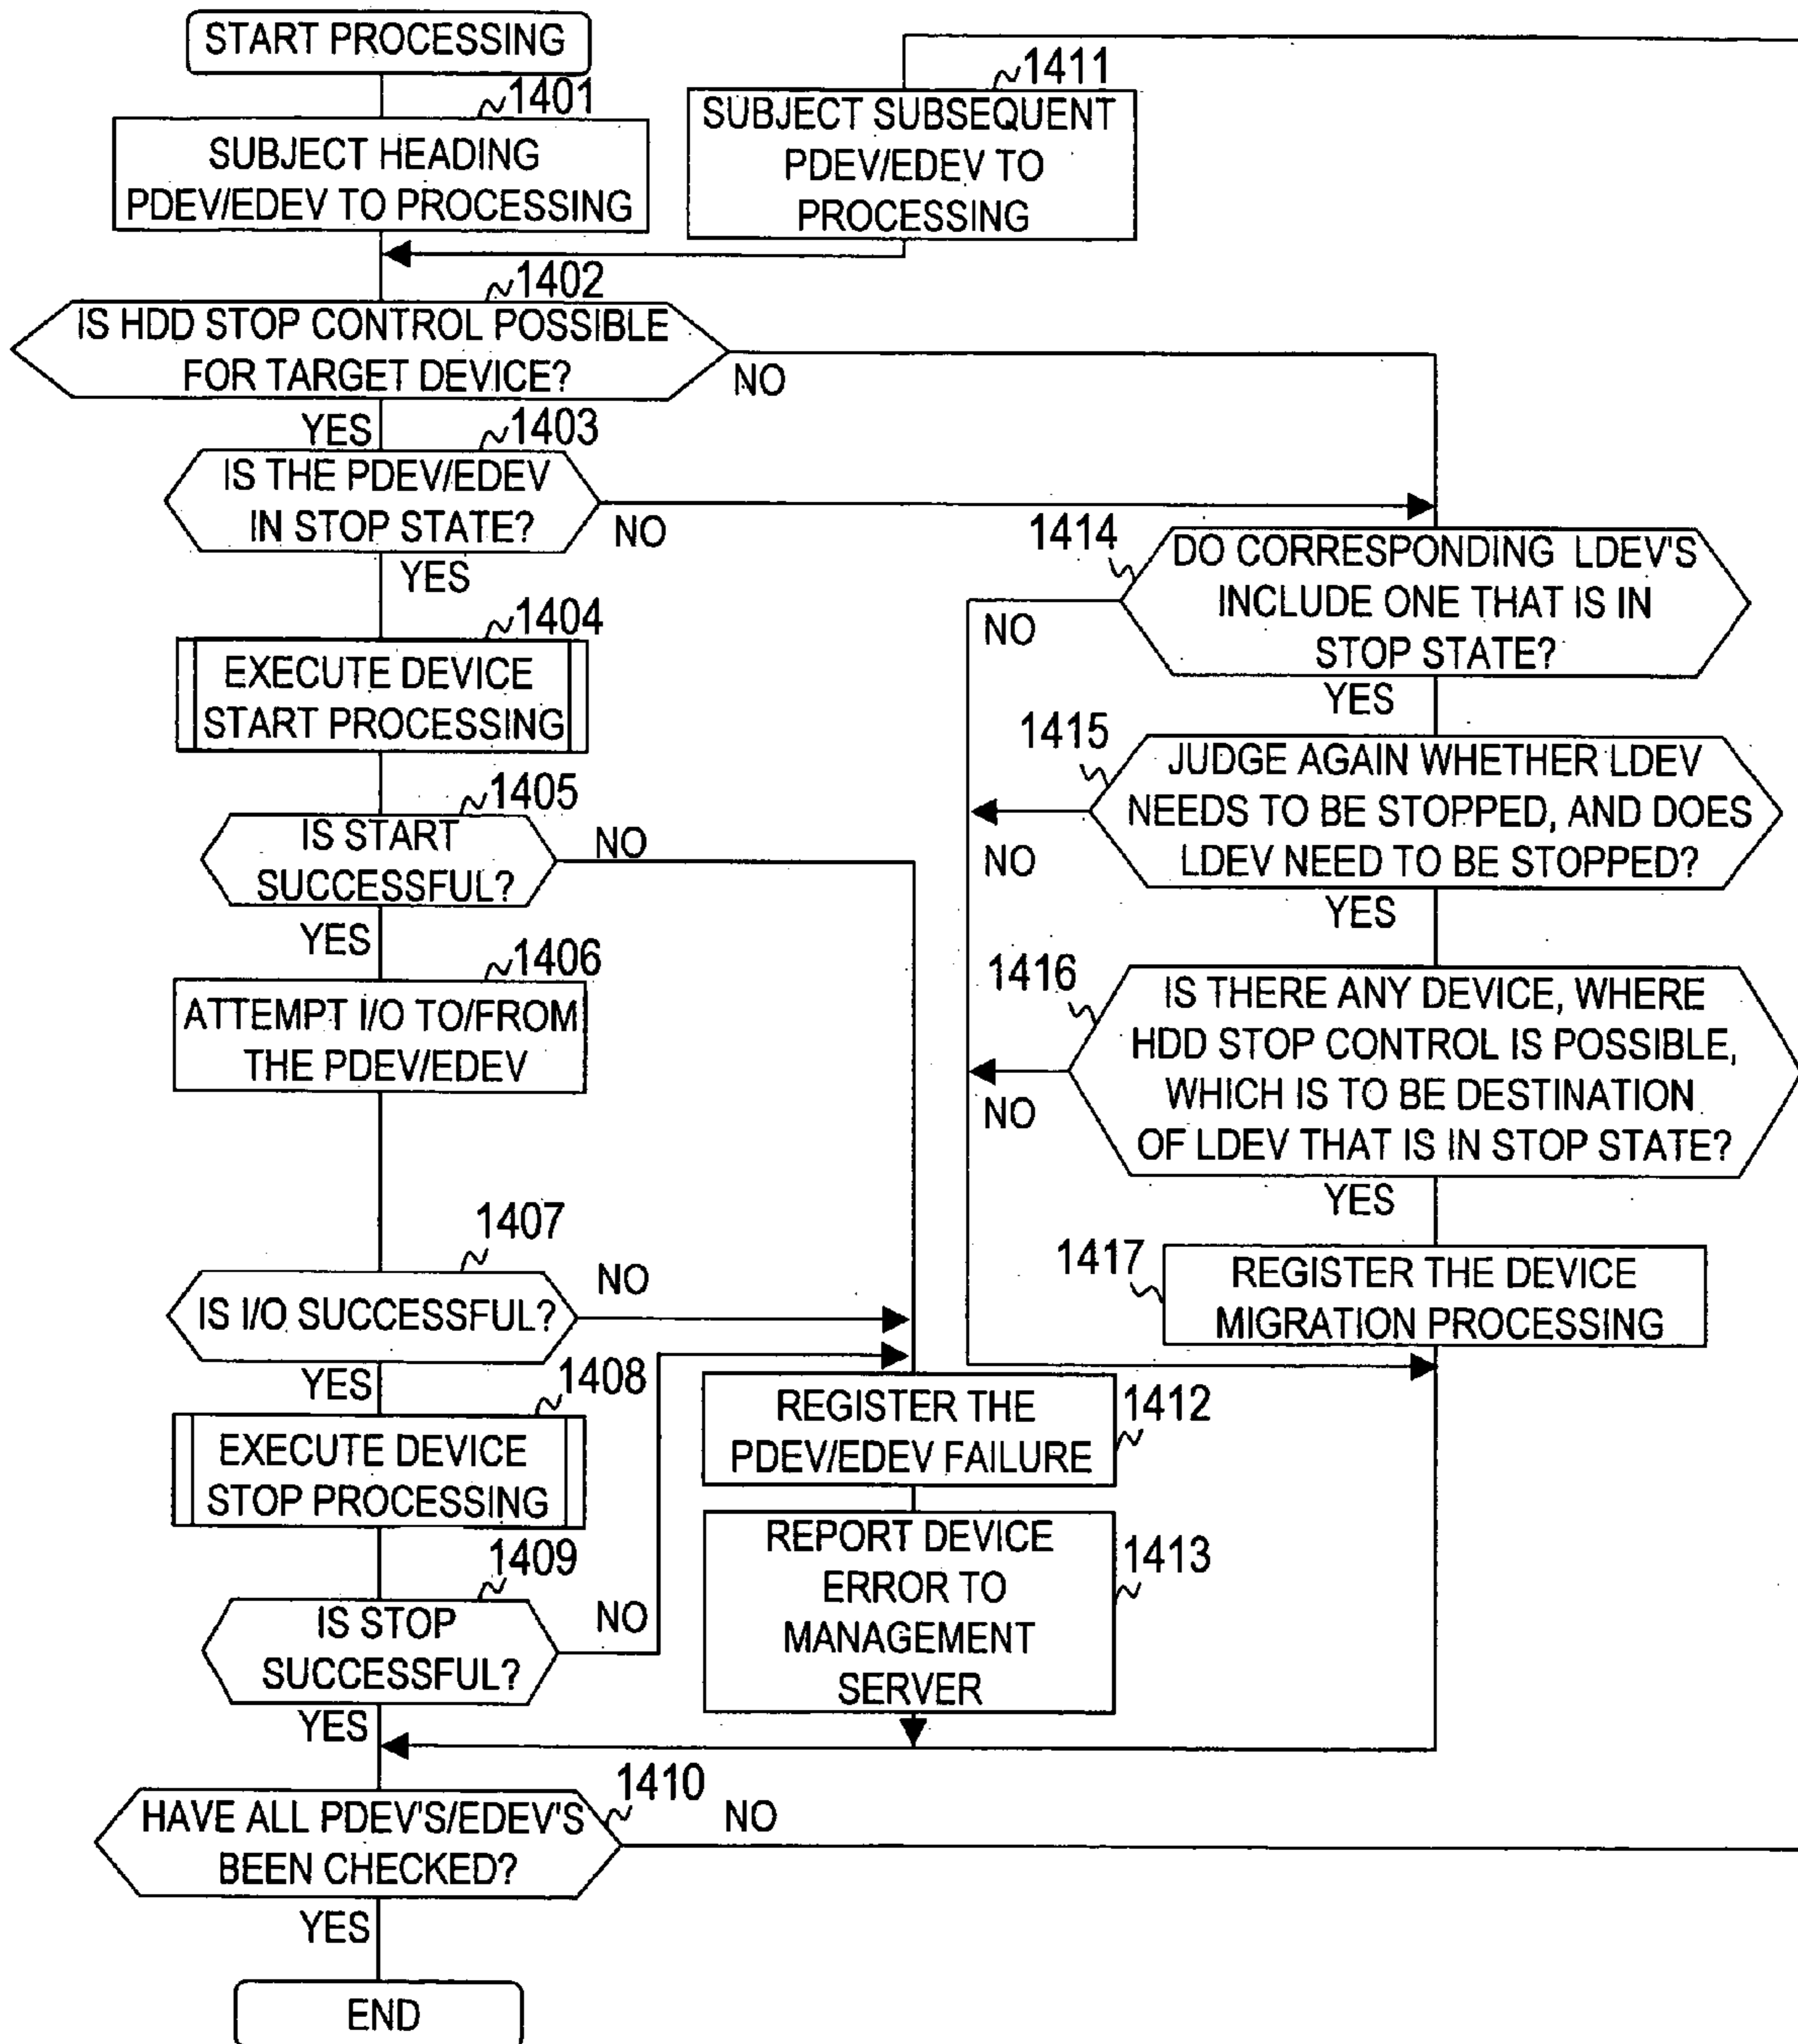 START PROCESSING
1401
SUBJECT HEADING
PDEV/EDEV TO PROCESSING
1411
SUBJECT SUBSEQUENT
PDEV/EDEV TO
PROCESSING
1402
IS HDD STOP CONTROL POSSIBLE
FOR TARGET DEVICE?
NO
YES
1403
IS THE PDEV/EDEV
IN STOP STATE?
NO
YES
1404
EXECUTE DEVICE
START PROCESSING
1405
IS START
SUCCESSFUL?
NO
YES
1406
ATTEMPT I/O TO/FROM
THE PDEV/EDEV
1407
IS I/O SUCCESSFUL?
NO
YES
1408
EXECUTE DEVICE
STOP PROCESSING
1409
IS STOP
SUCCESSFUL?
NO
YES
1410
HAVE ALL PDEV'S/EDEV'S
BEEN CHECKED?
NO
YES
END
REGISTER THE
PDEV/EDEV FAILURE
1412
REPORT DEVICE
ERROR TO
MANAGEMENT
SERVER
1413
1414
DO CORRESPONDING LDEV'S
INCLUDE ONE THAT IS IN
STOP STATE?
NO
YES
1415
JUDGE AGAIN WHETHER LDEV
NEEDS TO BE STOPPED, AND DOES
LDEV NEED TO BE STOPPED?
NO
YES
1416
IS THERE ANY DEVICE, WHERE
HDD STOP CONTROL IS POSSIBLE,
WHICH IS TO BE DESTINATION
OF LDEV THAT IS IN STOP STATE?
NO
YES
1417
REGISTER THE DEVICE
MIGRATION PROCESSING